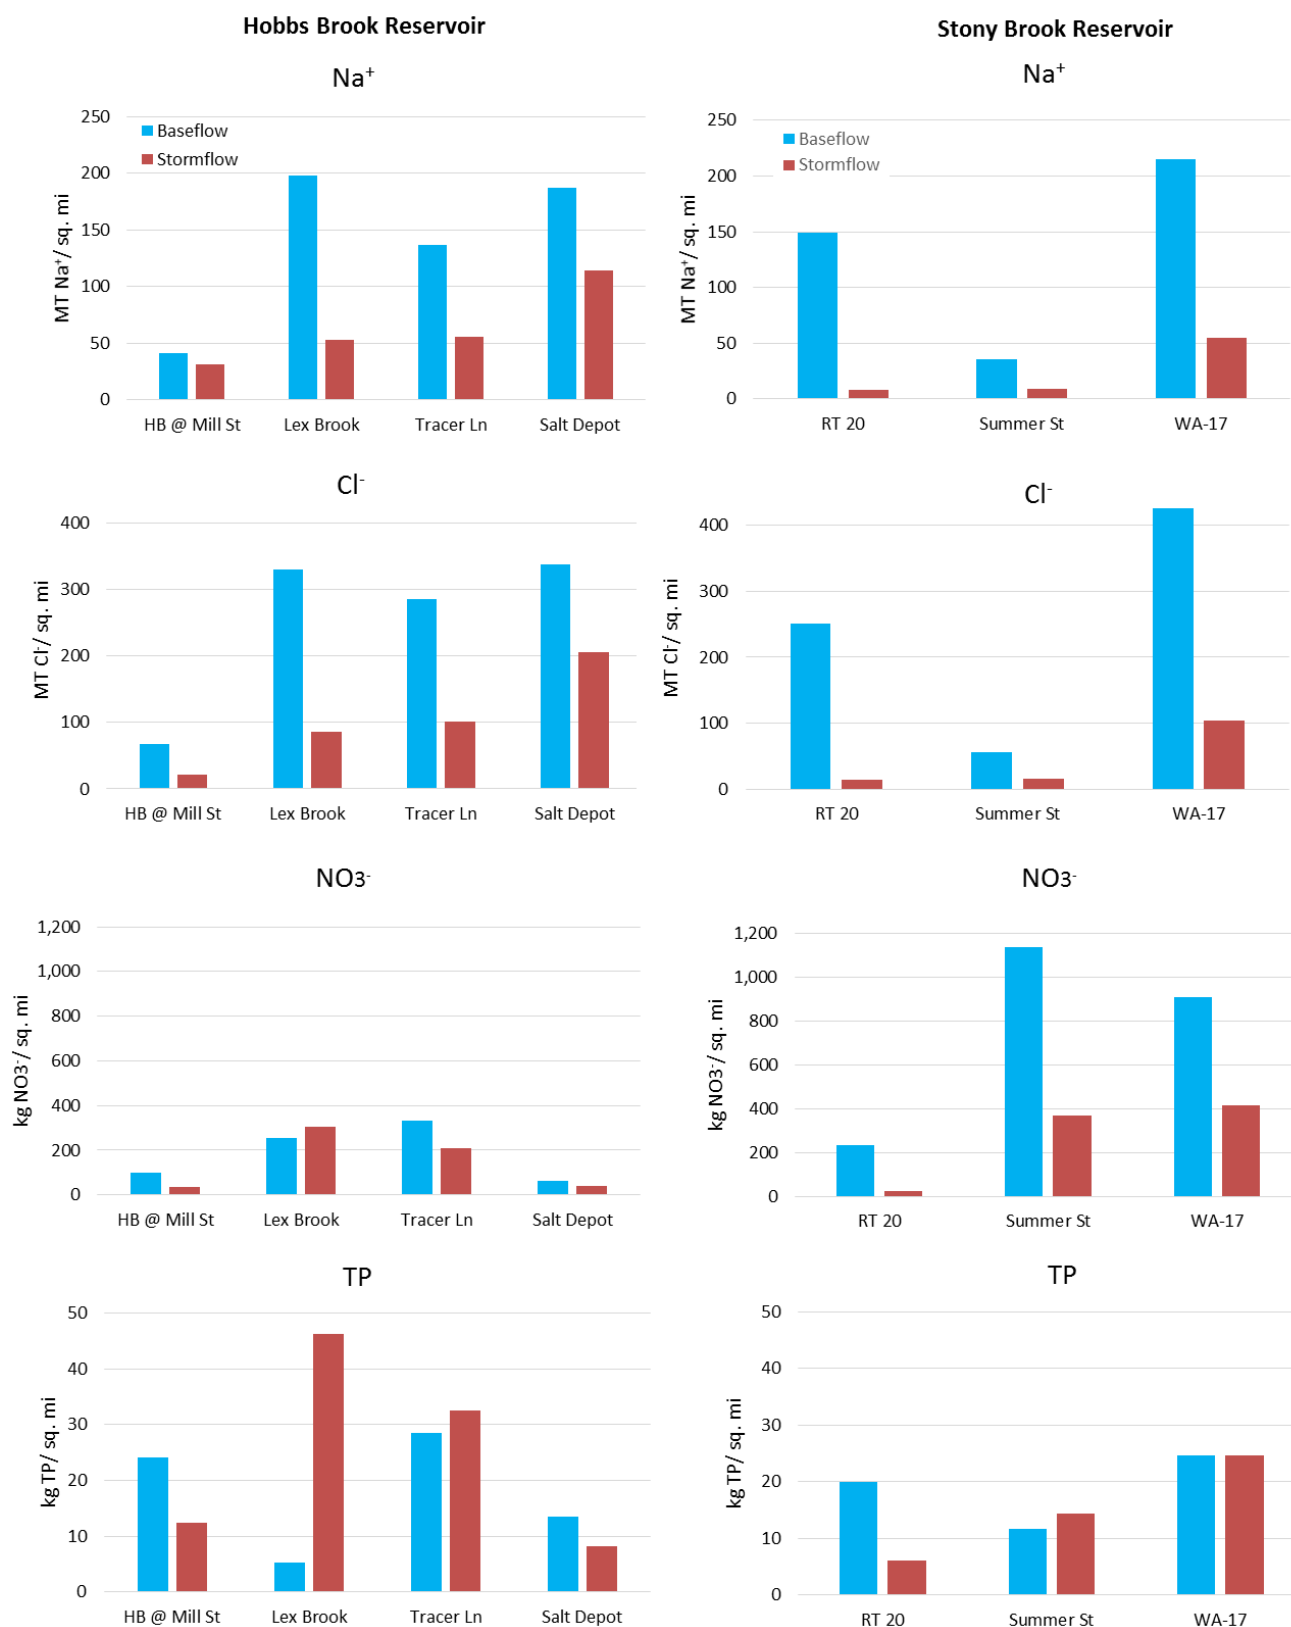 Hobbs Brook Reservoir
Na⁺
MT Na⁺/ sq. mi
250
200
150
100
50
0
Baseflow
Stormflow
HB @ Mill St Lex Brook Tracer Ln Salt Depot
Cl⁻
MT Cl⁻/ sq. mi
400
300
200
100
0
HB @ Mill St Lex Brook Tracer Ln Salt Depot
NO3⁻
kg NO3⁻/ sq. mi
1,200
1,000
800
600
400
200
0
HB @ Mill St Lex Brook Tracer Ln Salt Depot
TP
kg TP/ sq. mi
50
40
30
20
10
0
HB @ Mill St Lex Brook Tracer Ln Salt Depot
Stony Brook Reservoir
Na⁺
MT Na⁺/ sq. mi
250
200
150
100
50
0
Baseflow
Stormflow
RT 20 Summer St WA-17
Cl⁻
MT Cl⁻/ sq. mi
400
300
200
100
0
RT 20 Summer St WA-17
NO3⁻
kg NO3⁻/ sq. mi
1,200
1,000
800
600
400
200
0
RT 20 Summer St WA-17
TP
kg TP/ sq. mi
50
40
30
20
10
0
RT 20 Summer St WA-17